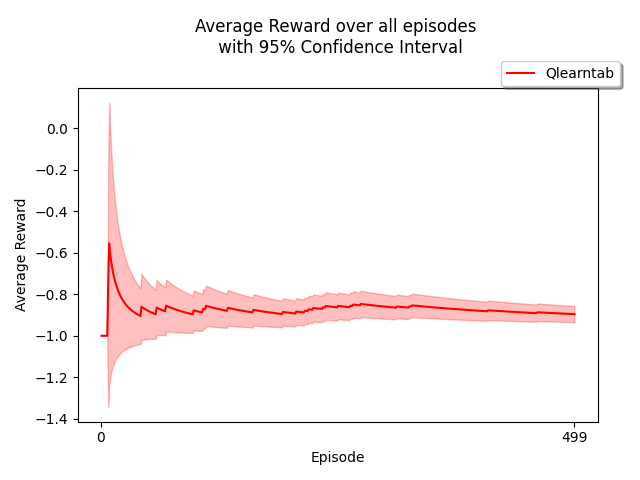 Average Reward over all episodes
with 95% Confidence Interval
Qlearntab
0.0
−0.2
−0.4
−0.6
−0.8
−1.0
−1.2
−1.4
Average Reward
0
499
Episode